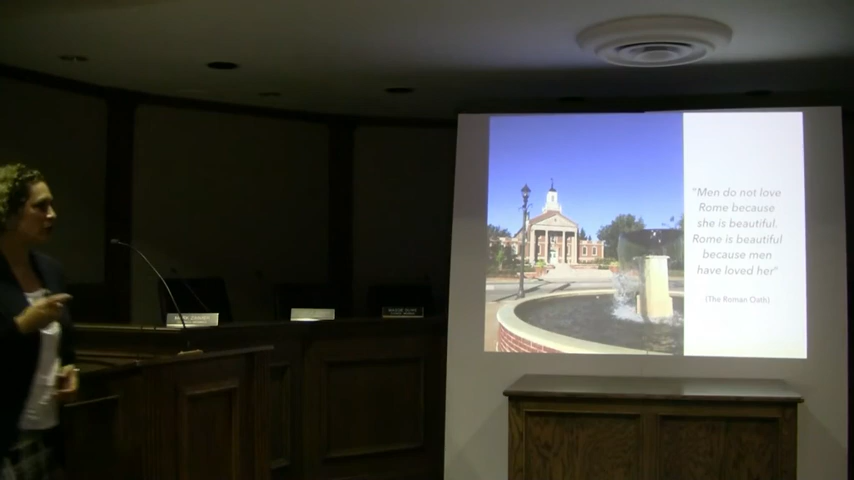 "Men do not love
Rome because
she is beautiful.
Rome is beautiful
because men
have loved her"
(The Roman Oath)